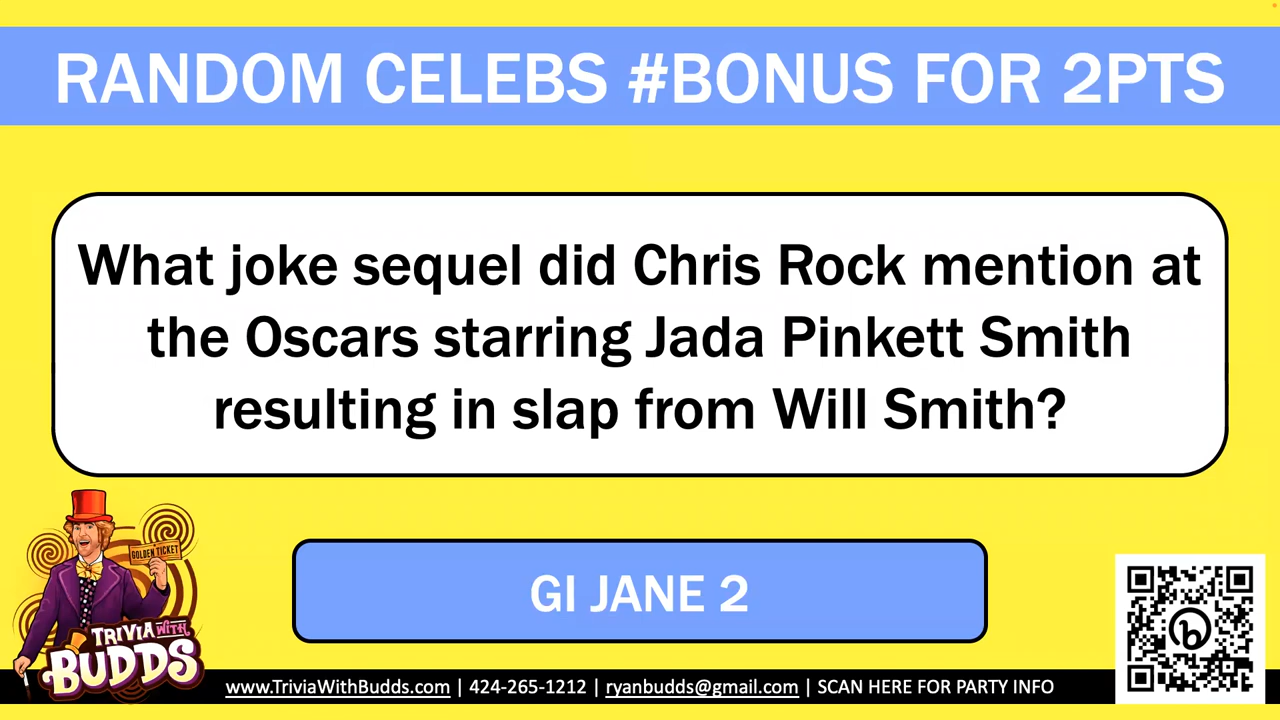 RANDOM CELEBS #BONUS FOR 2PTS
What joke sequel did Chris Rock mention at
the Oscars starring Jada Pinkett Smith
resulting in slap from Will Smith?
GOLDEN TICKET
GI JANE 2
TRIVIA WITH
BUDDS
www.TriviaWithBudds.com | 424-265-1212 | ryanbudds@gmail.com | SCAN HERE FOR PARTY INFO
b